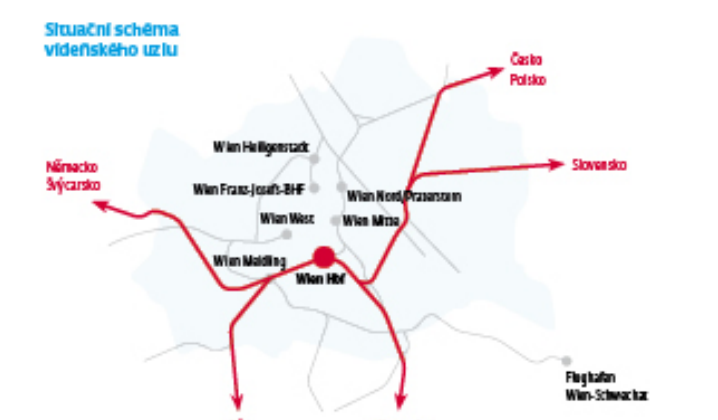 Situační schéma
vídeňského uzlu
Česko
Polsko
Wien Heiligenstadt
Německo
Švýcarsko
Slovensko
Wien Franz-Josefs-BHF
Wien Nord/Praterstern
Wien West
Wien Mitte
Wien Meidling
Wien Hbf
Flughafen
Wien-Schwechat